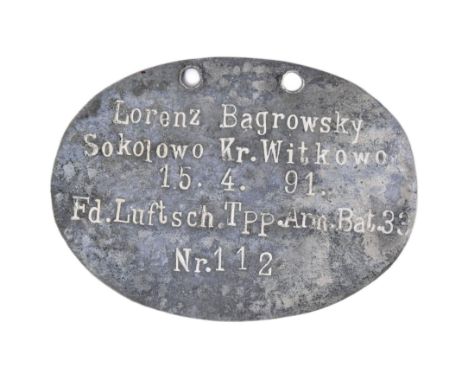 Lorenz Bagrowsky
Sokolowo Kr. Witkowo
15. 4. 91.
Fd.Luftsch.Tpp.Arm.Bat.33
Nr.112